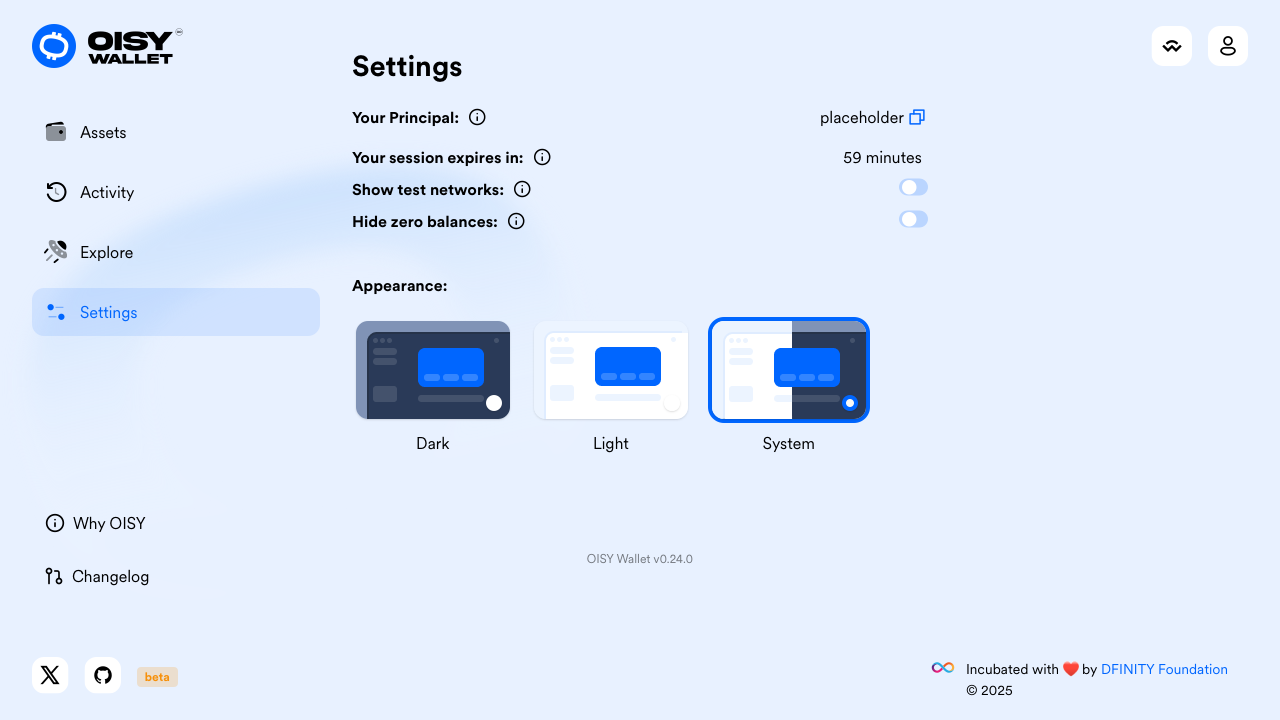 OISY
WALLET
Settings
Your Principal:
placeholder
Your session expires in:
59 minutes
Show test networks:
Hide zero balances:
Appearance:
Dark
Light
System
Assets
Activity
Explore
Settings
Why OISY
Changelog
OISY Wallet v0.24.0
beta
Incubated with ❤️ by DFINITY Foundation
© 2025